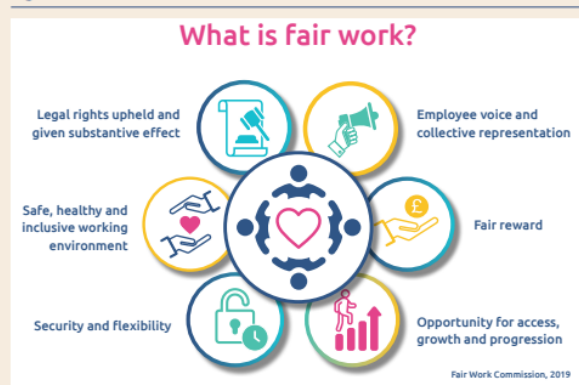 What is fair work?
Legal rights upheld and
given substantive effect
Employee voice and
collective representation
Safe, healthy and
inclusive working
environment
£
Fair reward
Security and flexibility
Opportunity for access,
growth and progression
Fair Work Commission, 2019